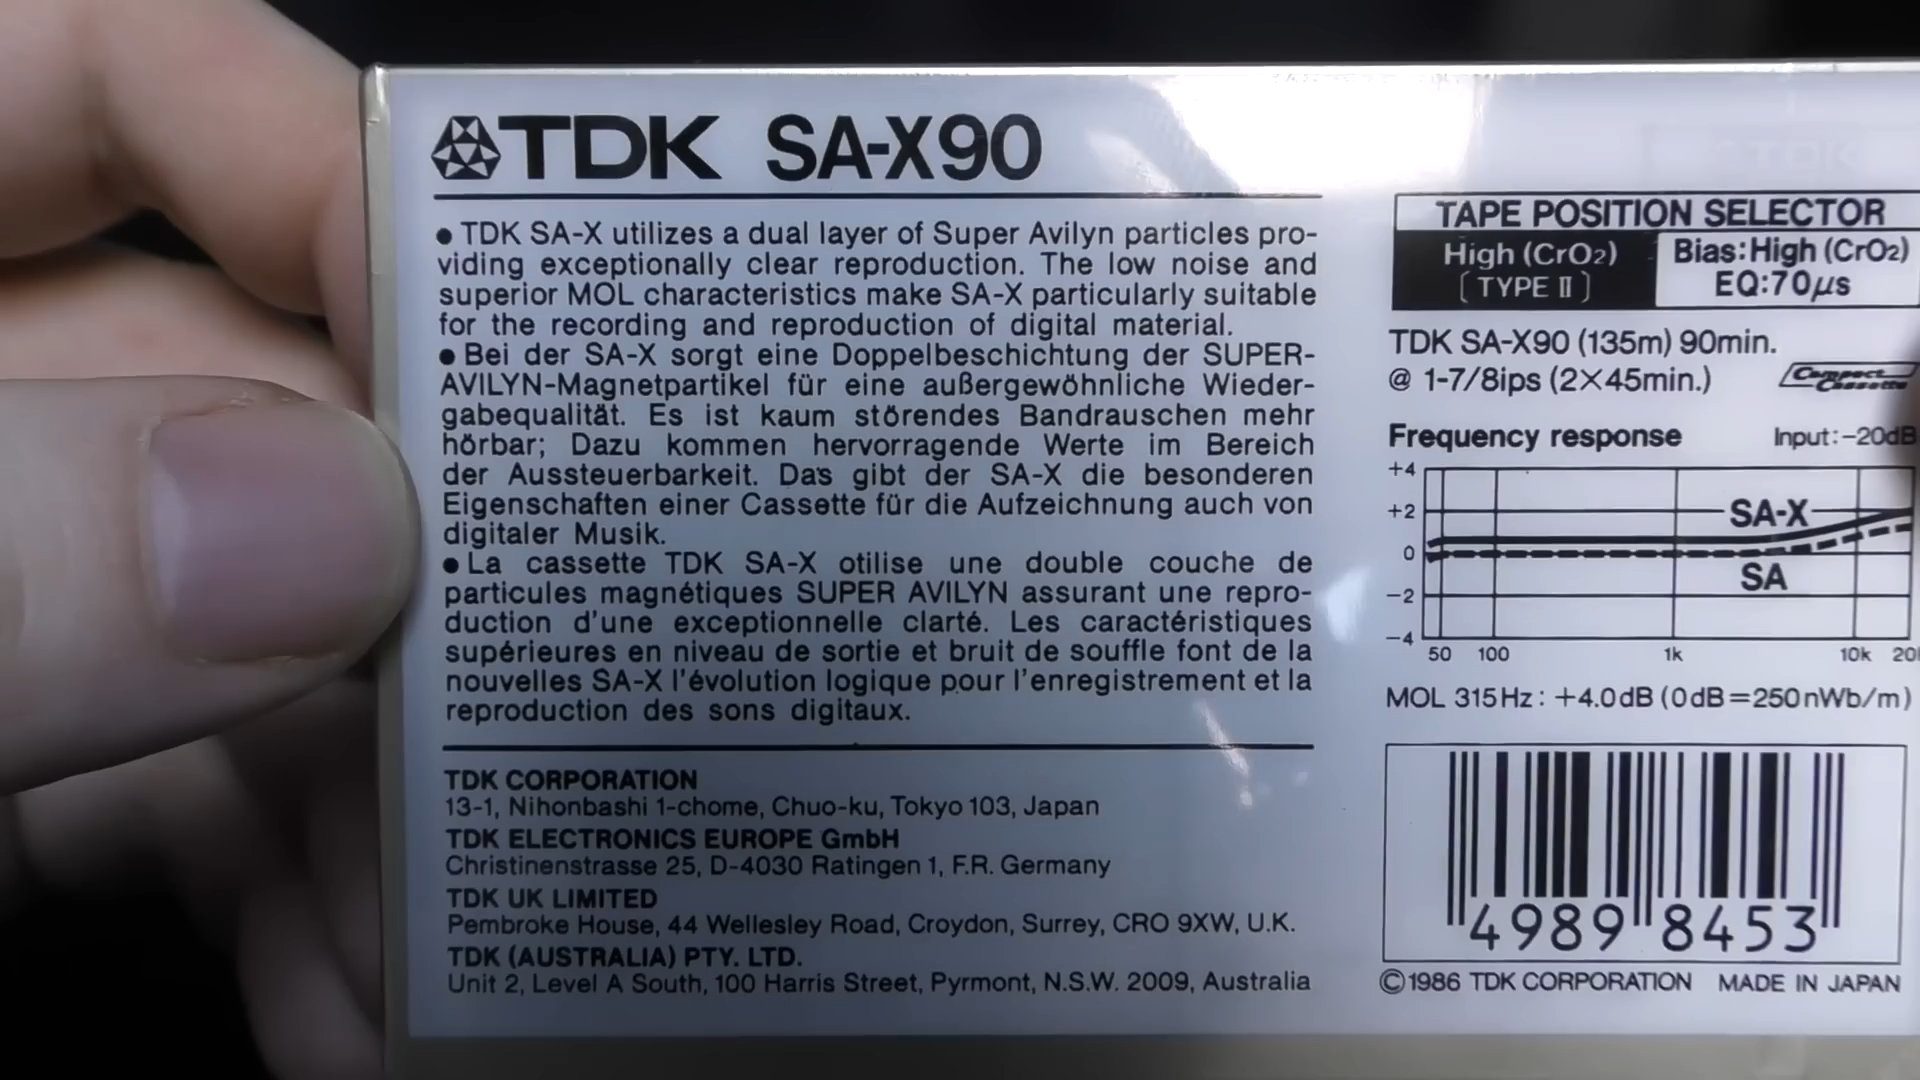 TDK SA-X90
● TDK SA-X utilizes a dual layer of Super Avilyn particles pro-
viding exceptionally clear reproduction. The low noise and
superior MOL characteristics make SA-X particularly suitable
for the recording and reproduction of digital material.
● Bei der SA-X sorgt eine Doppelbeschichtung der SUPER-
AVILYN-Magnetpartikel für eine außergewöhnliche Wieder-
gabequalität. Es ist kaum störendes Bandrauschen mehr
hörbar; Dazu kommen hervorragende Werte im Bereich
der Aussteuerbarkeit. Das gibt der SA-X die besonderen
Eigenschaften einer Cassette für die Aufzeichnung auch von
digitaler Musik.
● La cassette TDK SA-X otilise une double couche de
particules magnétiques SUPER AVILYN assurant une repro-
duction d'une exceptionnelle clarté. Les caractéristiques
supérieures en niveau de sortie et bruit de souffle font de la
nouvelles SA-X l'évolution logique pour l'enregistrement et la
reproduction des sons digitaux.
TDK CORPORATION
13-1, Nihonbashi 1-chome, Chuo-ku, Tokyo 103, Japan
TDK ELECTRONICS EUROPE GmbH
Christinenstrasse 25, D-4030 Ratingen 1, F.R. Germany
TDK UK LIMITED
Pembroke House, 44 Wellesley Road, Croydon, Surrey, CRO 9XW, U.K.
TDK (AUSTRALIA) PTY. LTD.
Unit 2, Level A South, 100 Harris Street, Pyrmont, N.S.W. 2009, Australia
TAPE POSITION SELECTOR
High (CrO2)
[TYPE II]
Bias:High (CrO2)
EQ:70µs
TDK SA-X90 (135m) 90min.
@ 1-7/8ips (2×45min.)
Compact Cassette
Frequency response
Input:-20dB
+4
+2
0
-2
-4
SA-X
SA
50 100 1k 10k
MOL 315Hz: +4.0dB (0dB=250nWb/m)
4989 8453
©1986 TDK CORPORATION MADE IN JAPAN